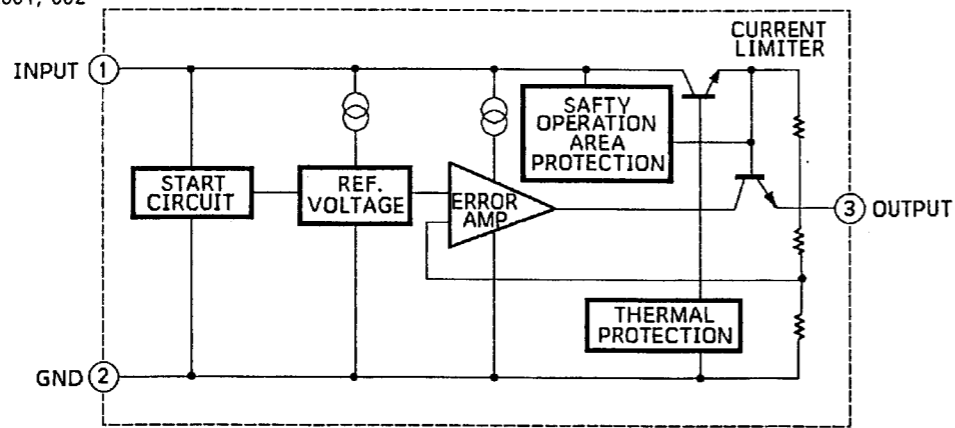 CURRENT
LIMITER
INPUT 1
SAFTY
OPERATION
AREA
PROTECTION
START
CIRCUIT
REF.
VOLTAGE
ERROR
AMP
3 OUTPUT
THERMAL
PROTECTION
GND 2